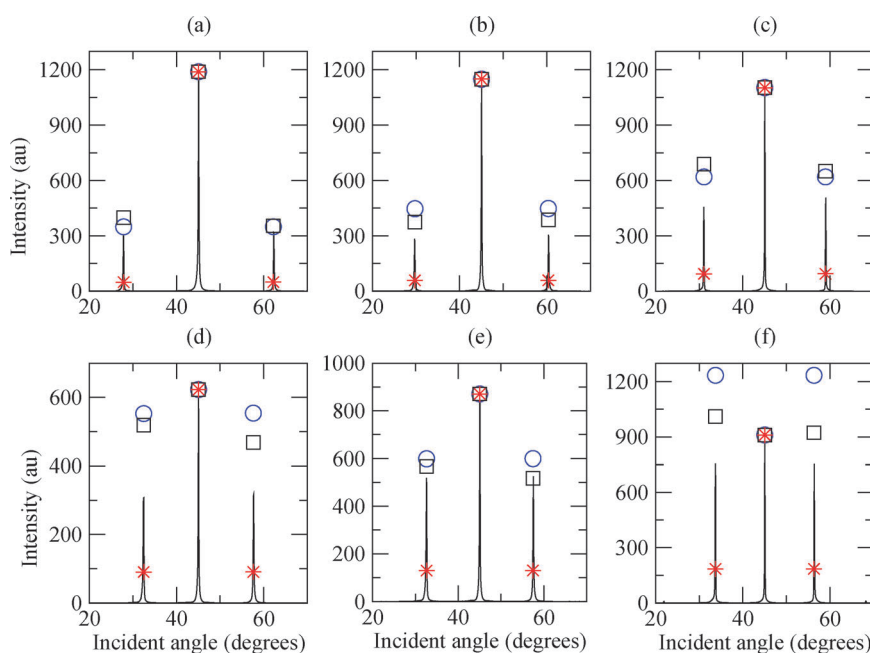 (a) (b) (c)
1200 1200 1200
900 900 900
600 600 600
300 300 300
0 0 0
20 40 60 20 40 60 20 40 60
Intensity (au)
(d) (e) (f)
600 1000 1200
400 800 900
200 600 600
0 400 300
200 0
0
20 40 60 20 40 60 20 40 60
Intensity (au)
Incident angle (degrees) Incident angle (degrees) Incident angle (degrees)